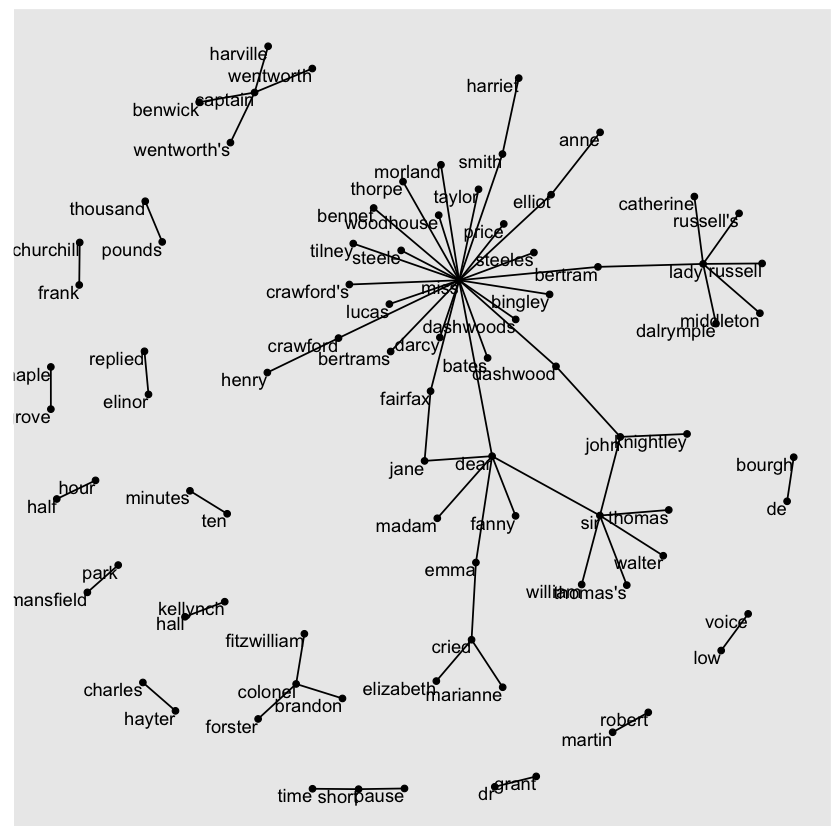 harville
wentworth
captain
benwick
wentworth's
harriet
anne
smith
morland
thorpe
taylor
elliot
catherine
russell's
thousand
bennet
woodhouse
price
pounds
churchill
tilney
steele
steeles
bertram
lady
russell
frank
crawford's
miss
bingley
lucas
dashwoods
middleton
dalrymple
crawford
darcy
bertrams
bates
dashwood
replied
maple
henry
elinor
fairfax
grove
john
knightley
jane
dear
bourgh
hour
half
minutes
ten
madam
fanny
sir
thomas
de
emma
walter
park
mansfield
william
thomas's
kellynch
hall
voice
fitzwilliam
cried
low
charles
colonel
elizabeth
marianne
brandon
hayter
forster
robert
martin
time
short
pause
dr
grant